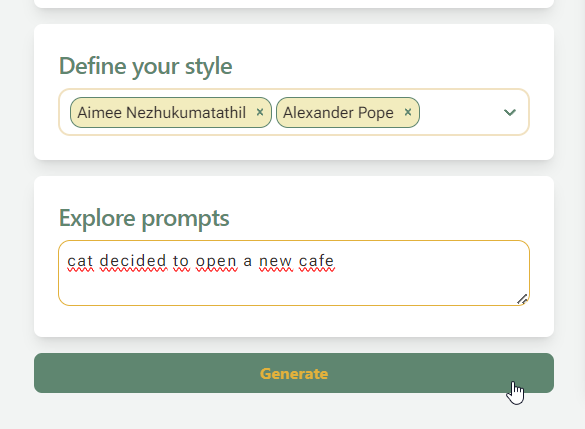 Define your style
Aimee Nezhukumatathil × Alexander Pope ×
Explore prompts
cat decided to open a new cafe
Generate